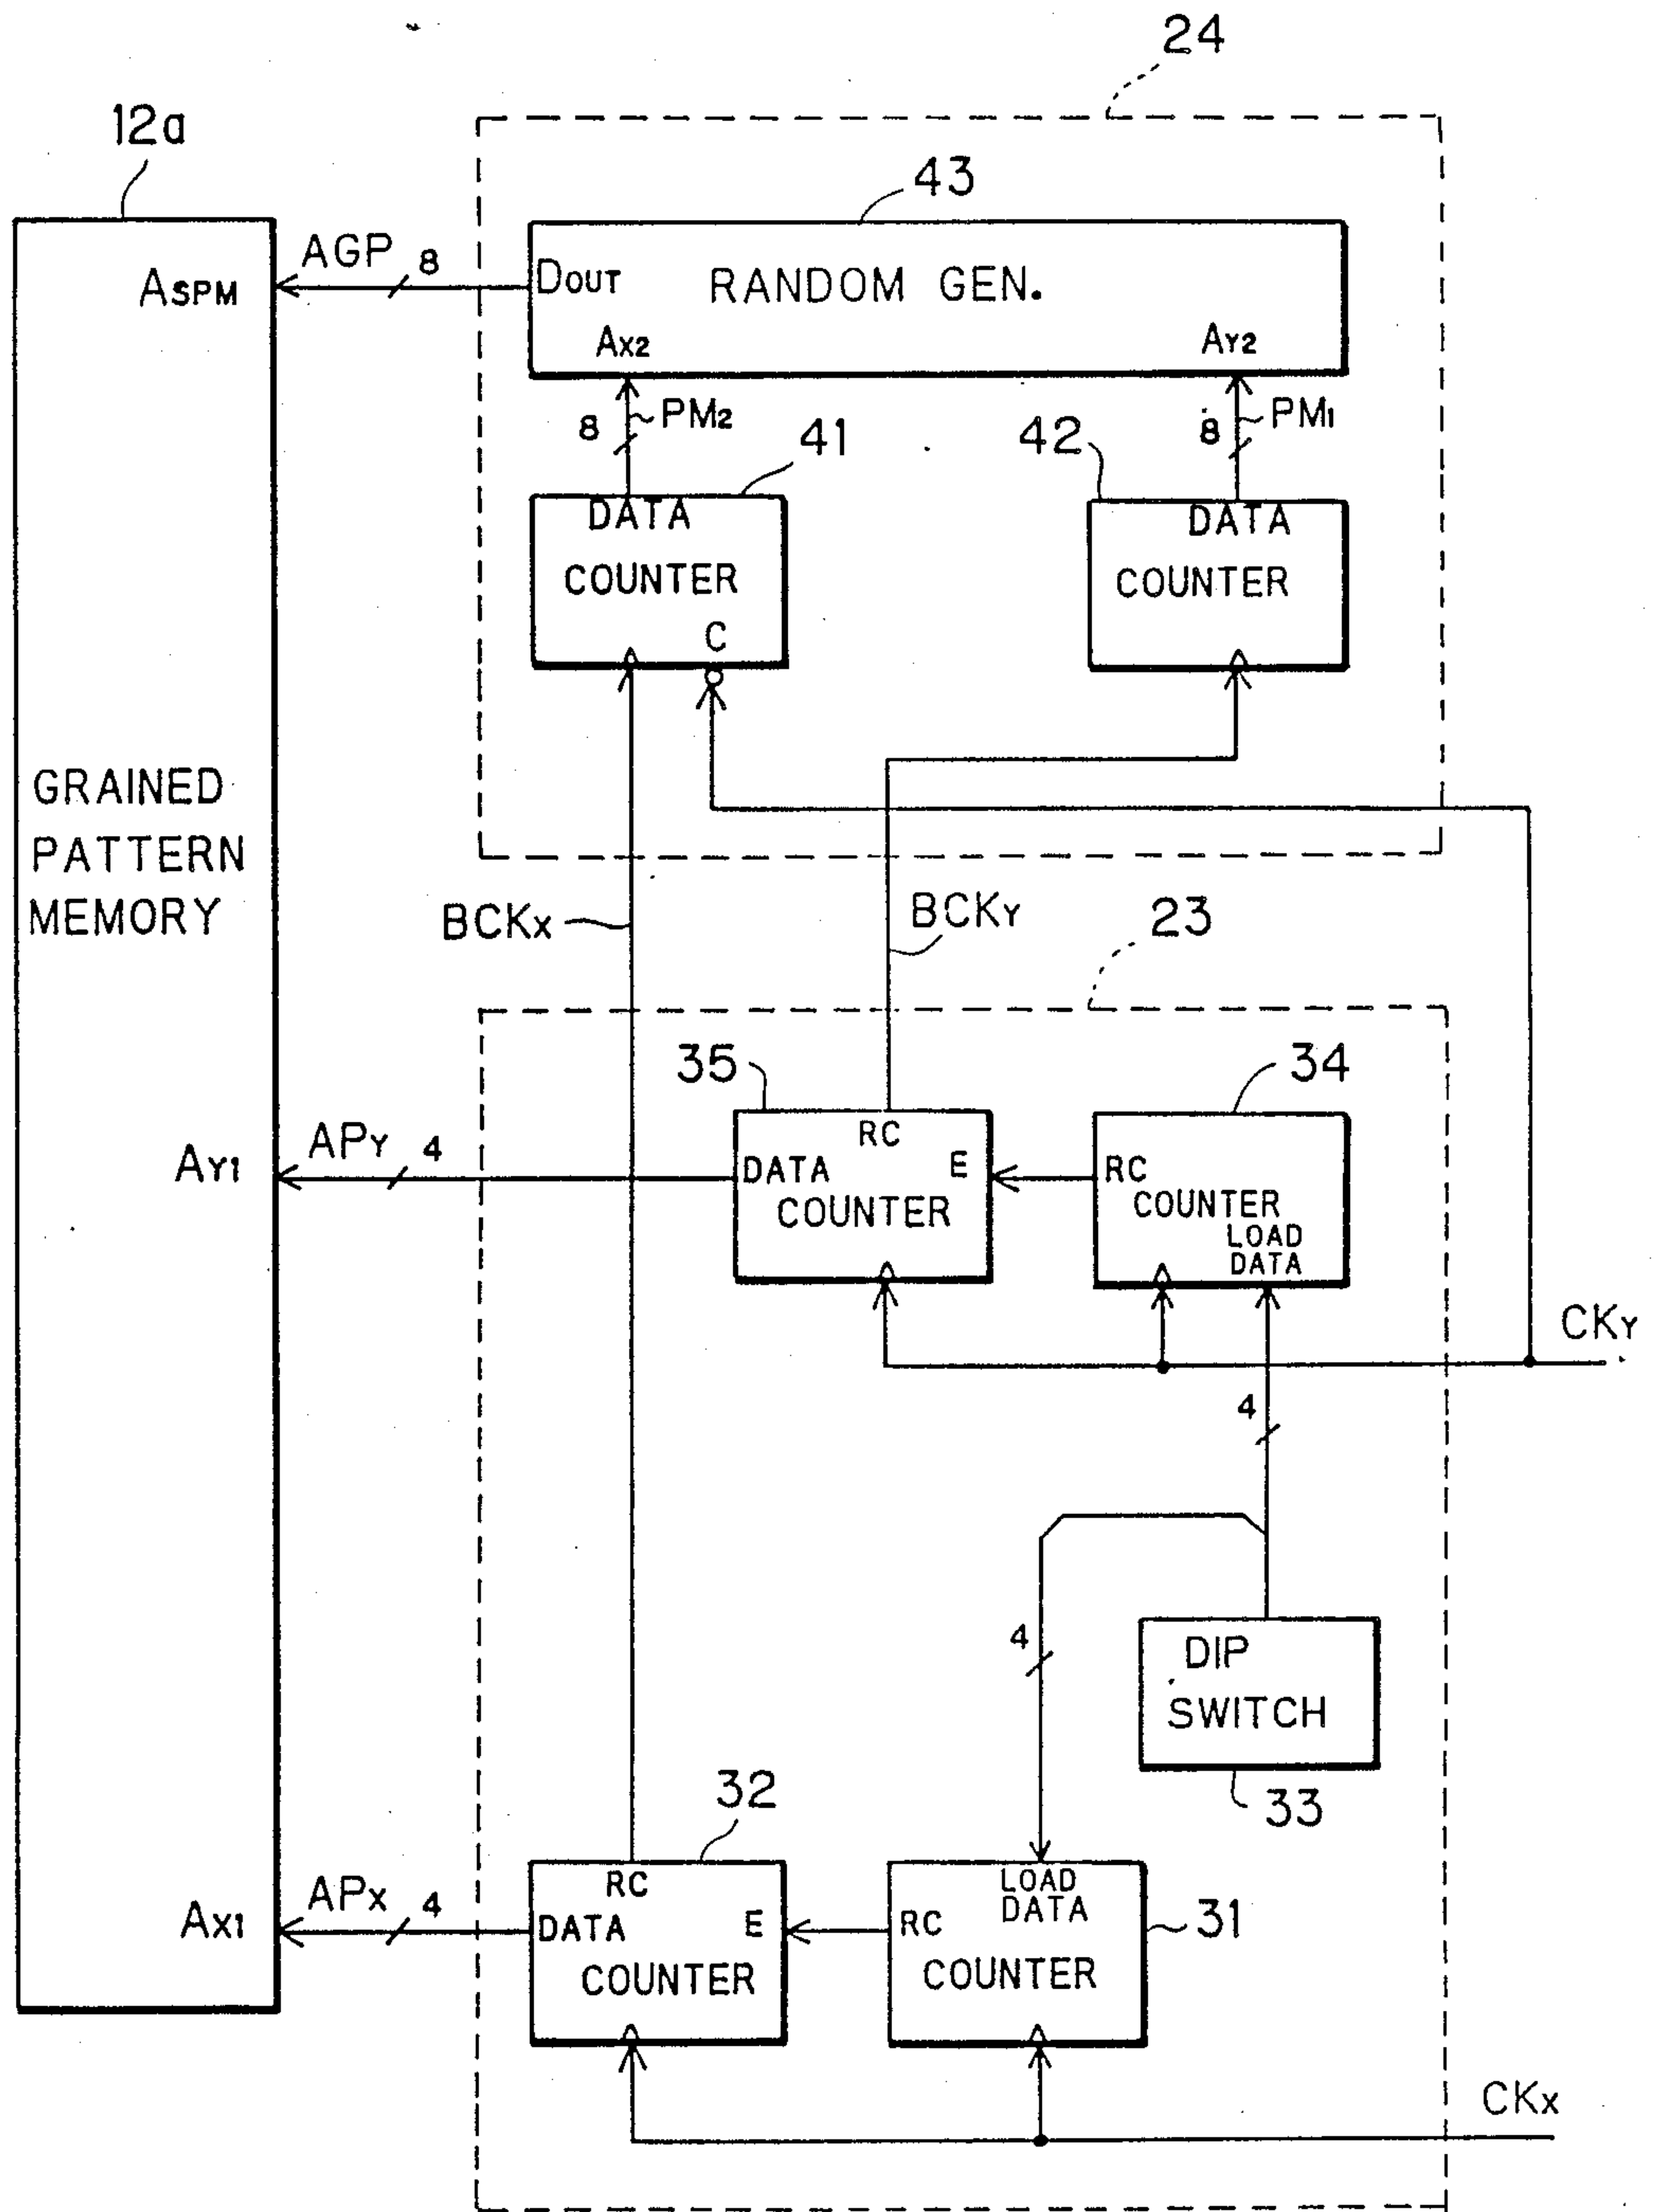 24
12a
43
AGP 8
ASPM
DOUT RANDOM GEN.
AX2 AY2
8 PM2
8 PM1
41
42
DATA
COUNTER
C
DATA
COUNTER
GRAINED
PATTERN
MEMORY
BCKX
BCKY
23
35
34
APY 4
AY1
RC
DATA E
COUNTER
RC
COUNTER
LOAD
DATA
CKY
4
4
DIP
SWITCH
33
32
APX 4
AX1
RC
DATA E
COUNTER
LOAD
DATA
RC
COUNTER
31
CKX